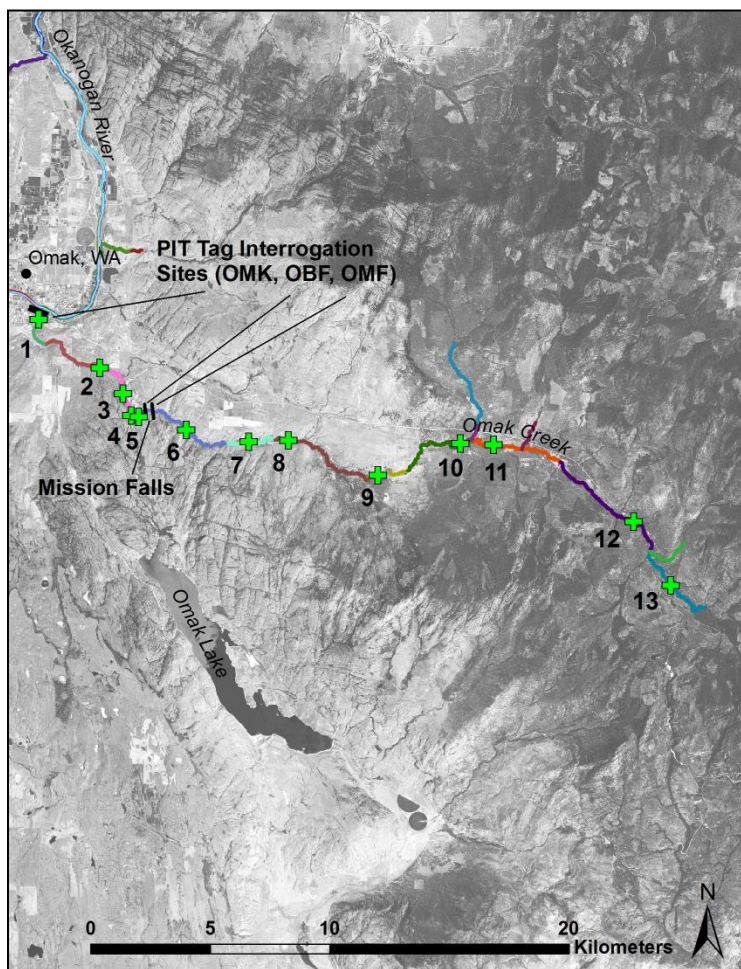 Okanogan River
Omak, WA
PIT Tag Interrogation
Sites (OMK, OBF, OMF)
1
2
3
4
5
6
7
8
9
10
11
12
13
Omak Creek
Mission Falls
Omak Lake
N
0
10
20
Kilometers